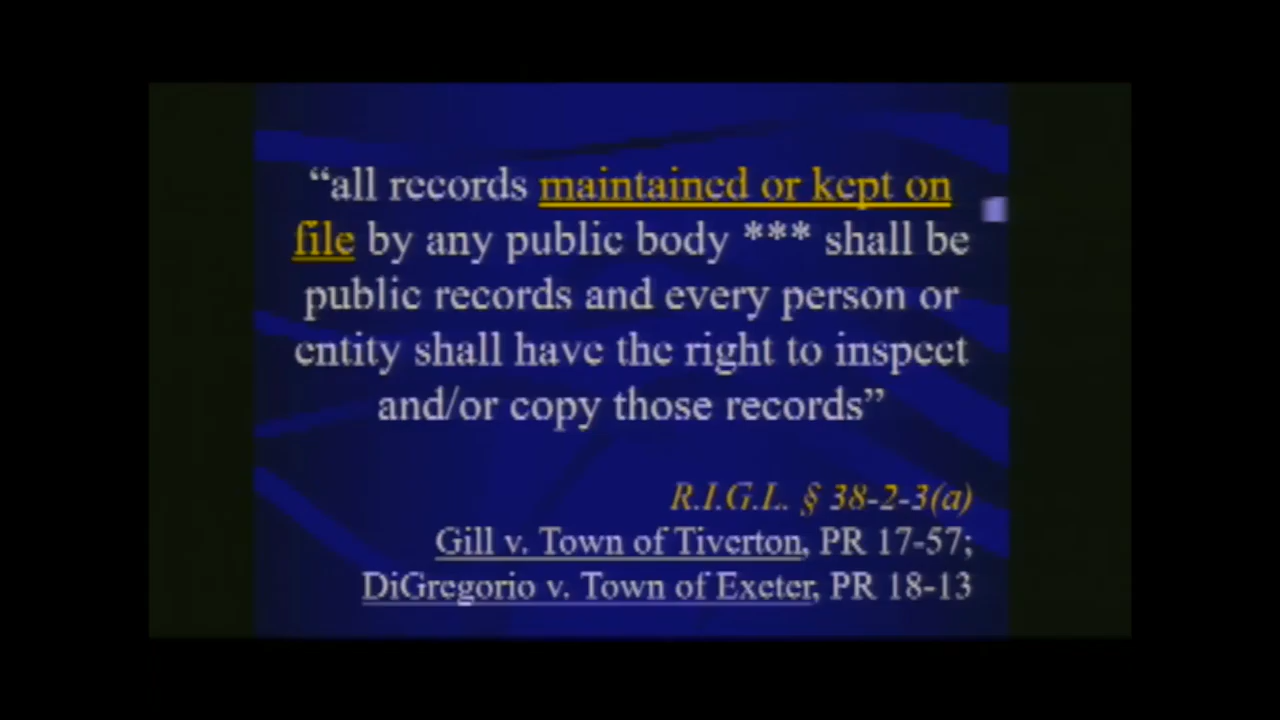 “all records maintained or kept on
file by any public body *** shall be
public records and every person or
entity shall have the right to inspect
and/or copy those records”
R.I.G.L. § 38-2-3(a)
Gill v. Town of Tiverton, PR 17-57;
DiGregorio v. Town of Exeter, PR 18-13